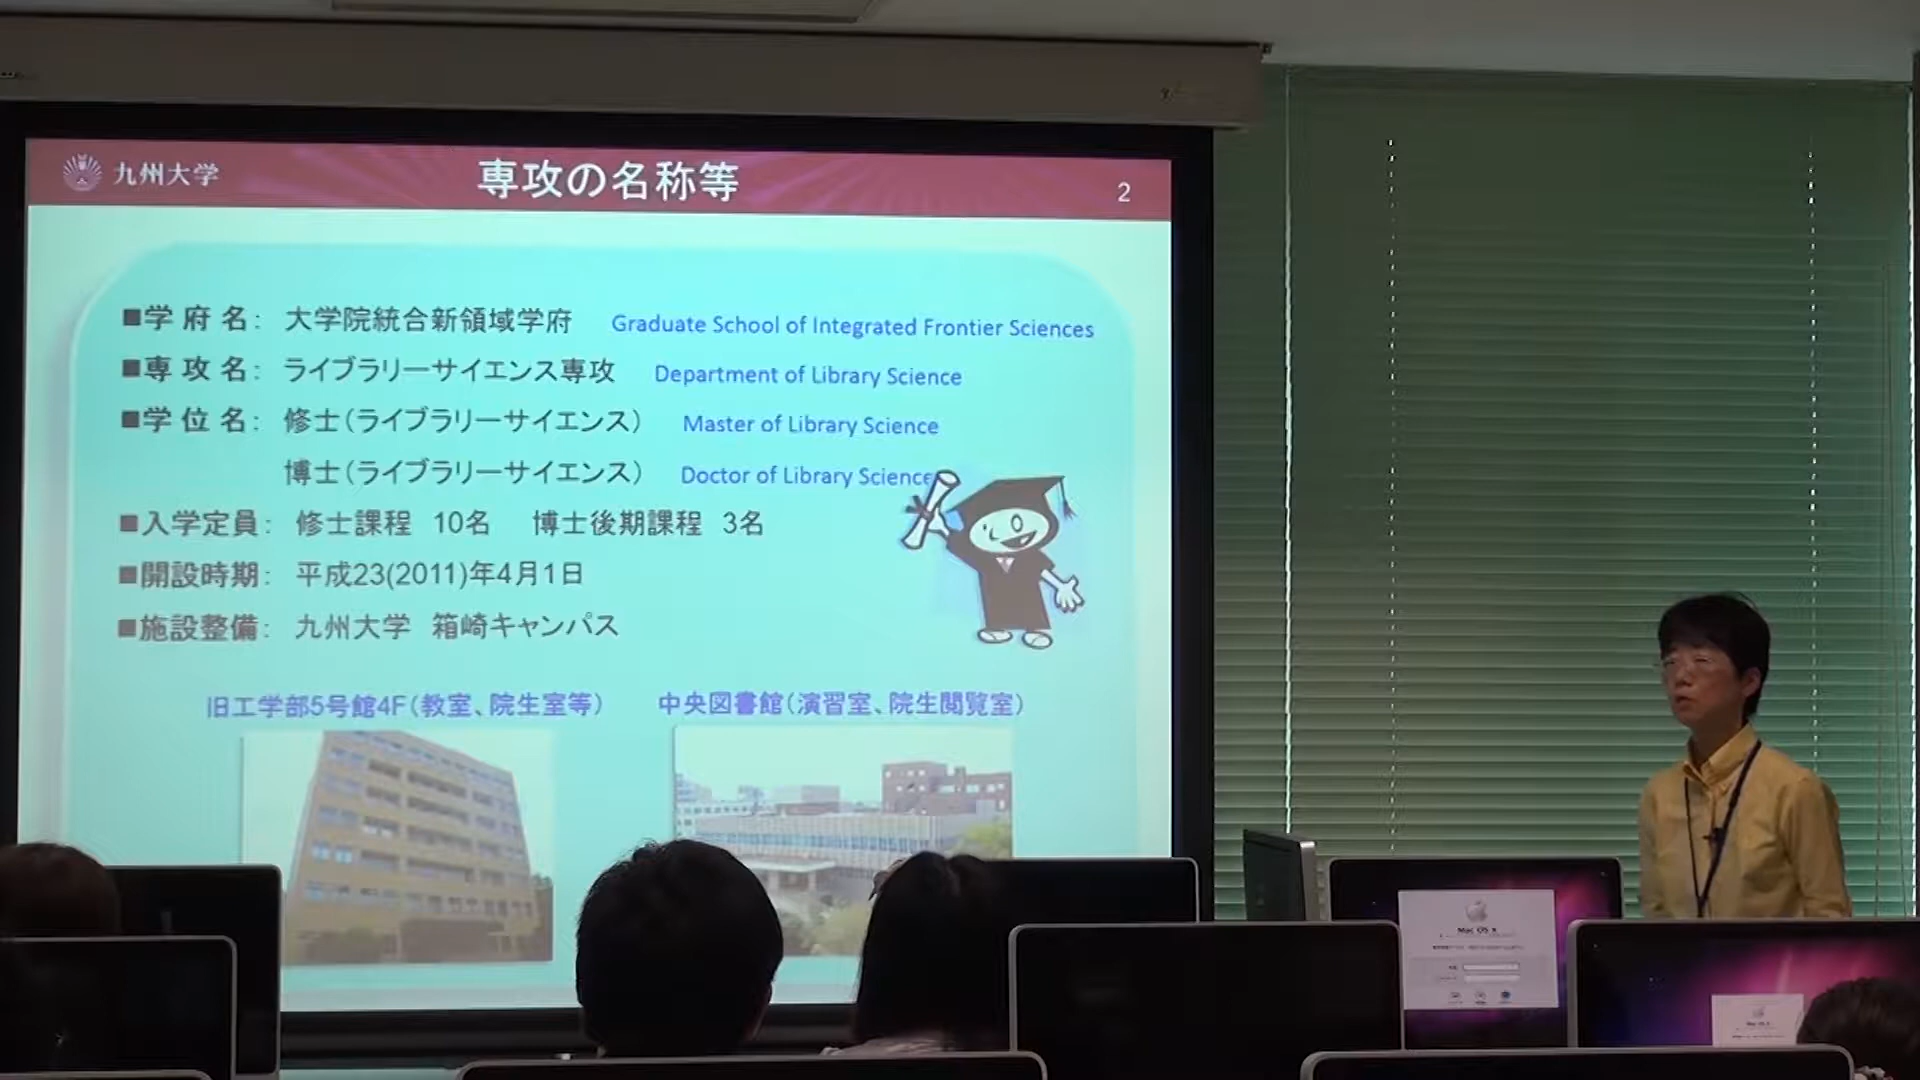 九州大学
専攻の名称等
2
■学 府 名： 大学院統合新領域学府 Graduate School of Integrated Frontier Sciences
■専 攻 名： ライブラリーサイエンス専攻 Department of Library Science
■学 位 名： 修士（ライブラリーサイエンス） Master of Library Science
博士（ライブラリーサイエンス） Doctor of Library Science
■入学定員： 修士課程 10名 博士後期課程 3名
■開設時期： 平成23(2011)年4月1日
■施設整備： 九州大学 箱崎キャンパス
旧工学部5号館4F（教室、院生室等） 中央図書館（演習室、院生閲覧室）
Mac OS X